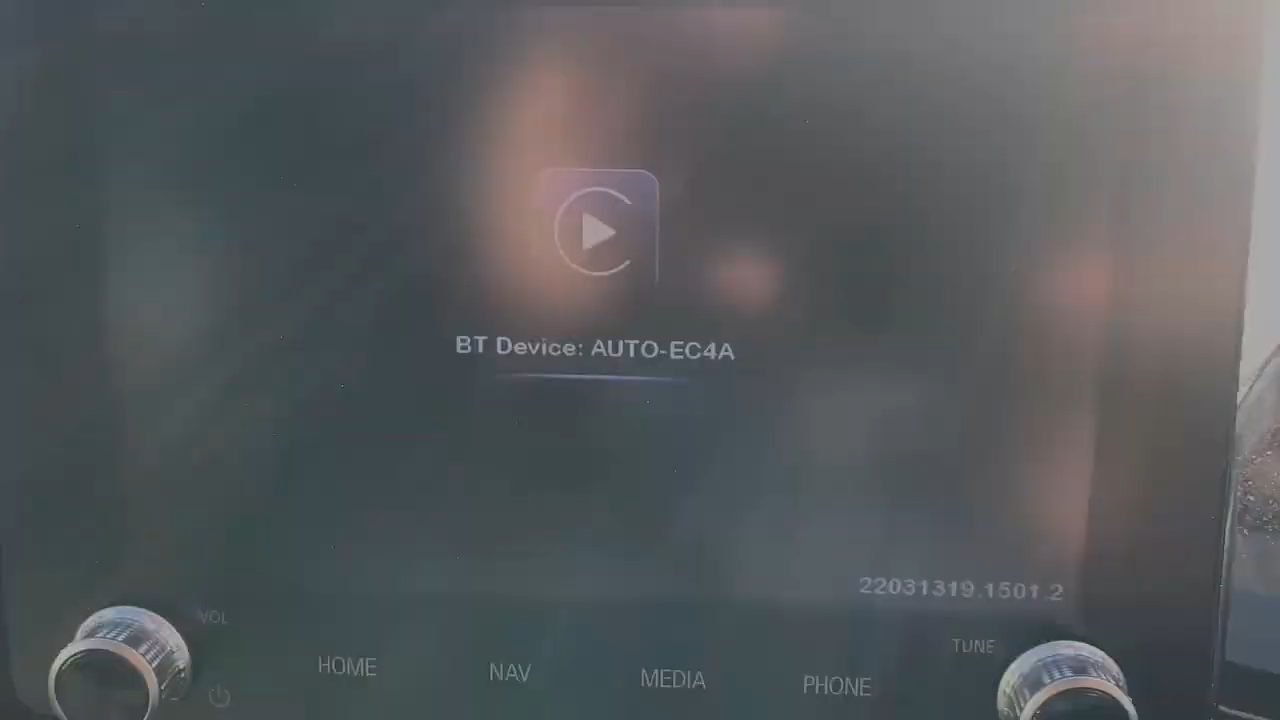 BT Device: AUTO-EC4A
22031319.1501.2
VOL
TUNE
HOME
NAV
MEDIA
PHONE